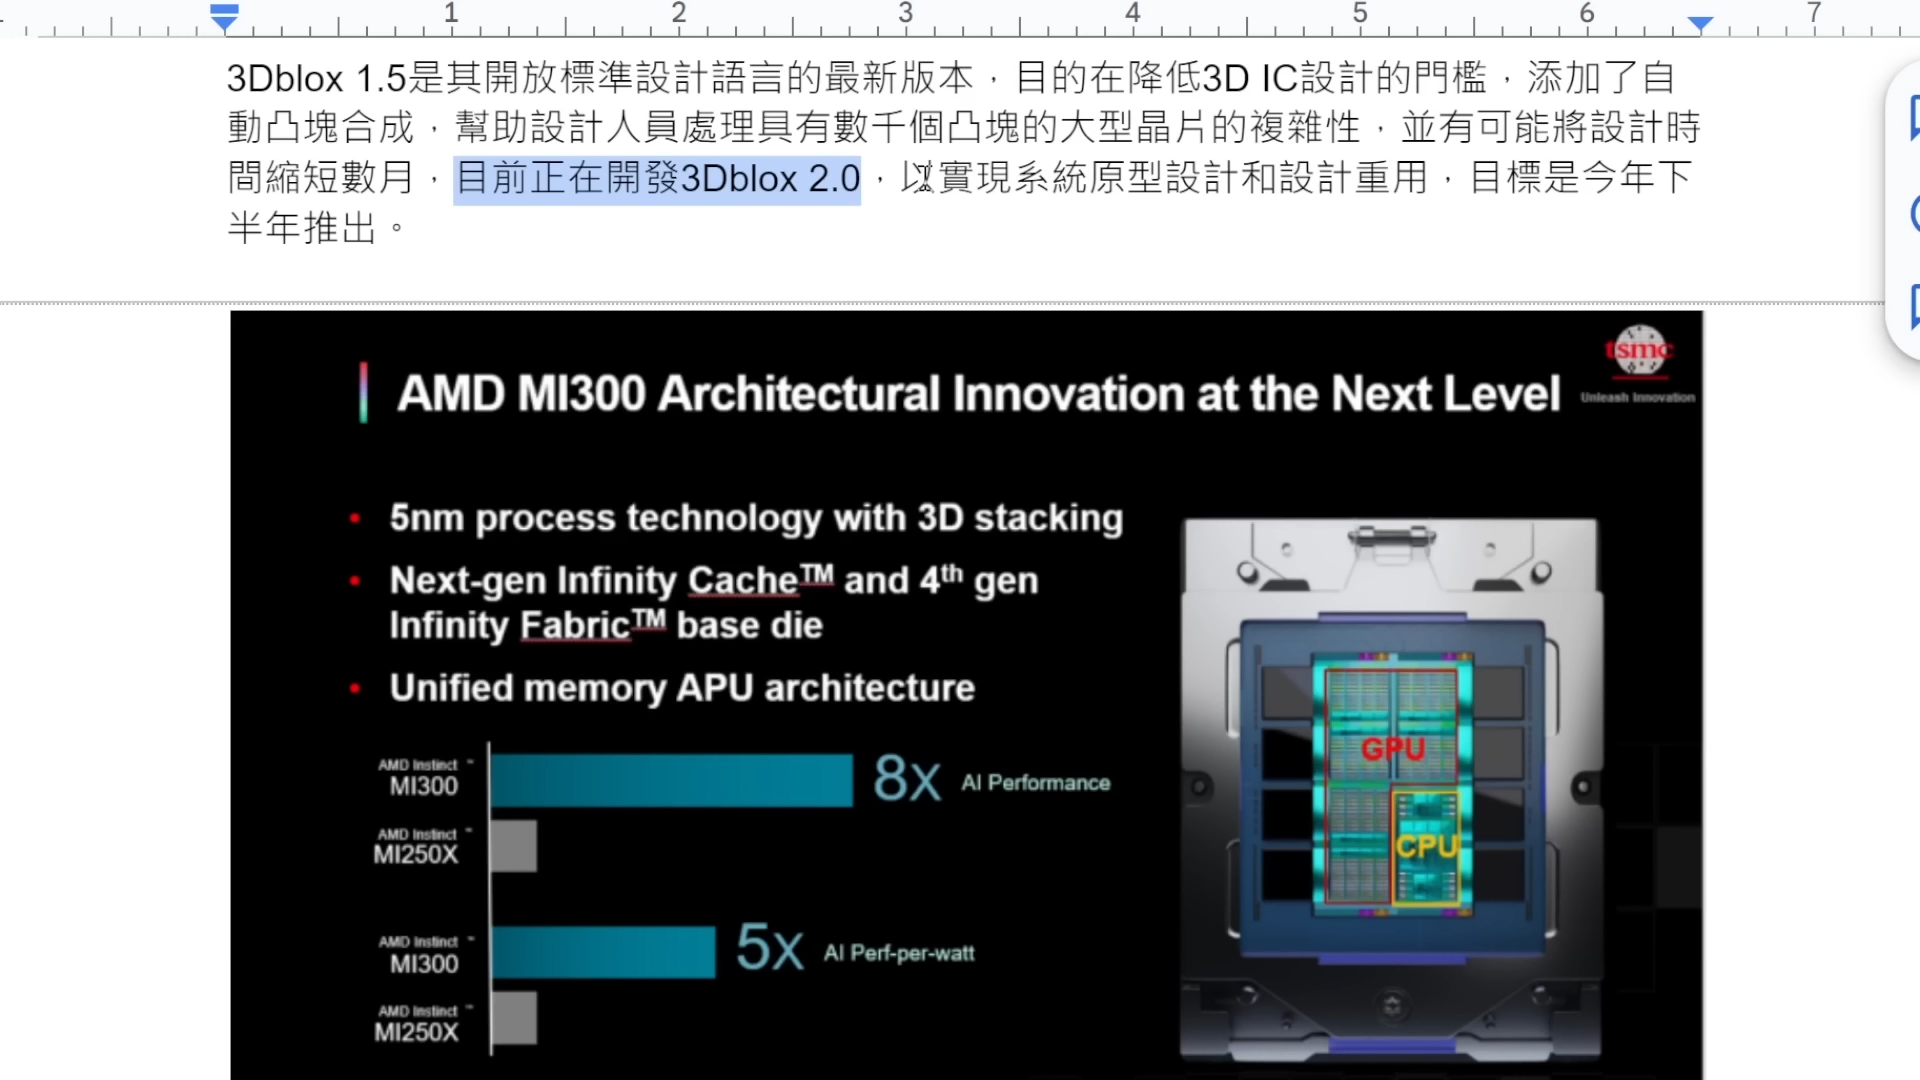 1 2 3 4 5 6 7
3Dblox 1.5是其開放標準設計語言的最新版本，目的在降低3D IC設計的門檻，添加了自
動凸塊合成，幫助設計人員處理具有數千個凸塊的大型晶片的複雜性，並有可能將設計時
間縮短數月，目前正在開發3Dblox 2.0，以實現系統原型設計和設計重用，目標是今年下
半年推出。
tsmc
Unleash Innovation
AMD MI300 Architectural Innovation at the Next Level
• 5nm process technology with 3D stacking
• Next-gen Infinity Cache™ and 4th gen
Infinity Fabric™ base die
• Unified memory APU architecture
AMD Instinct ™
MI300
8X AI Performance
AMD Instinct ™
MI250X
AMD Instinct ™
MI300
5X AI Perf-per-watt
AMD Instinct ™
MI250X
GPU
CPU